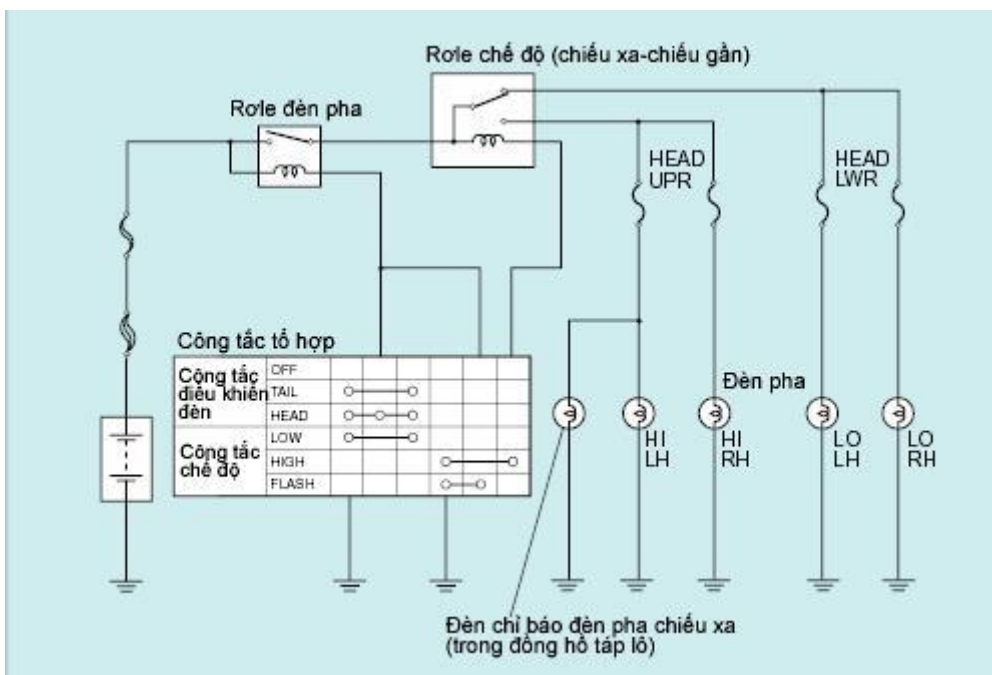 Rơle chế độ (chiếu xa-chiếu gần)
Rơle đèn pha
HEAD
UPR
HEAD
LWR
Công tắc tổ hợp
Công tắc
điều khiển
đèn
OFF
TAIL
HEAD
Công tắc
chế độ
LOW
HIGH
FLASH
Đèn pha
HI
LH
HI
RH
LO
LH
LO
RH
Đèn chỉ báo đèn pha chiếu xa
(trong đồng hồ táp lô)